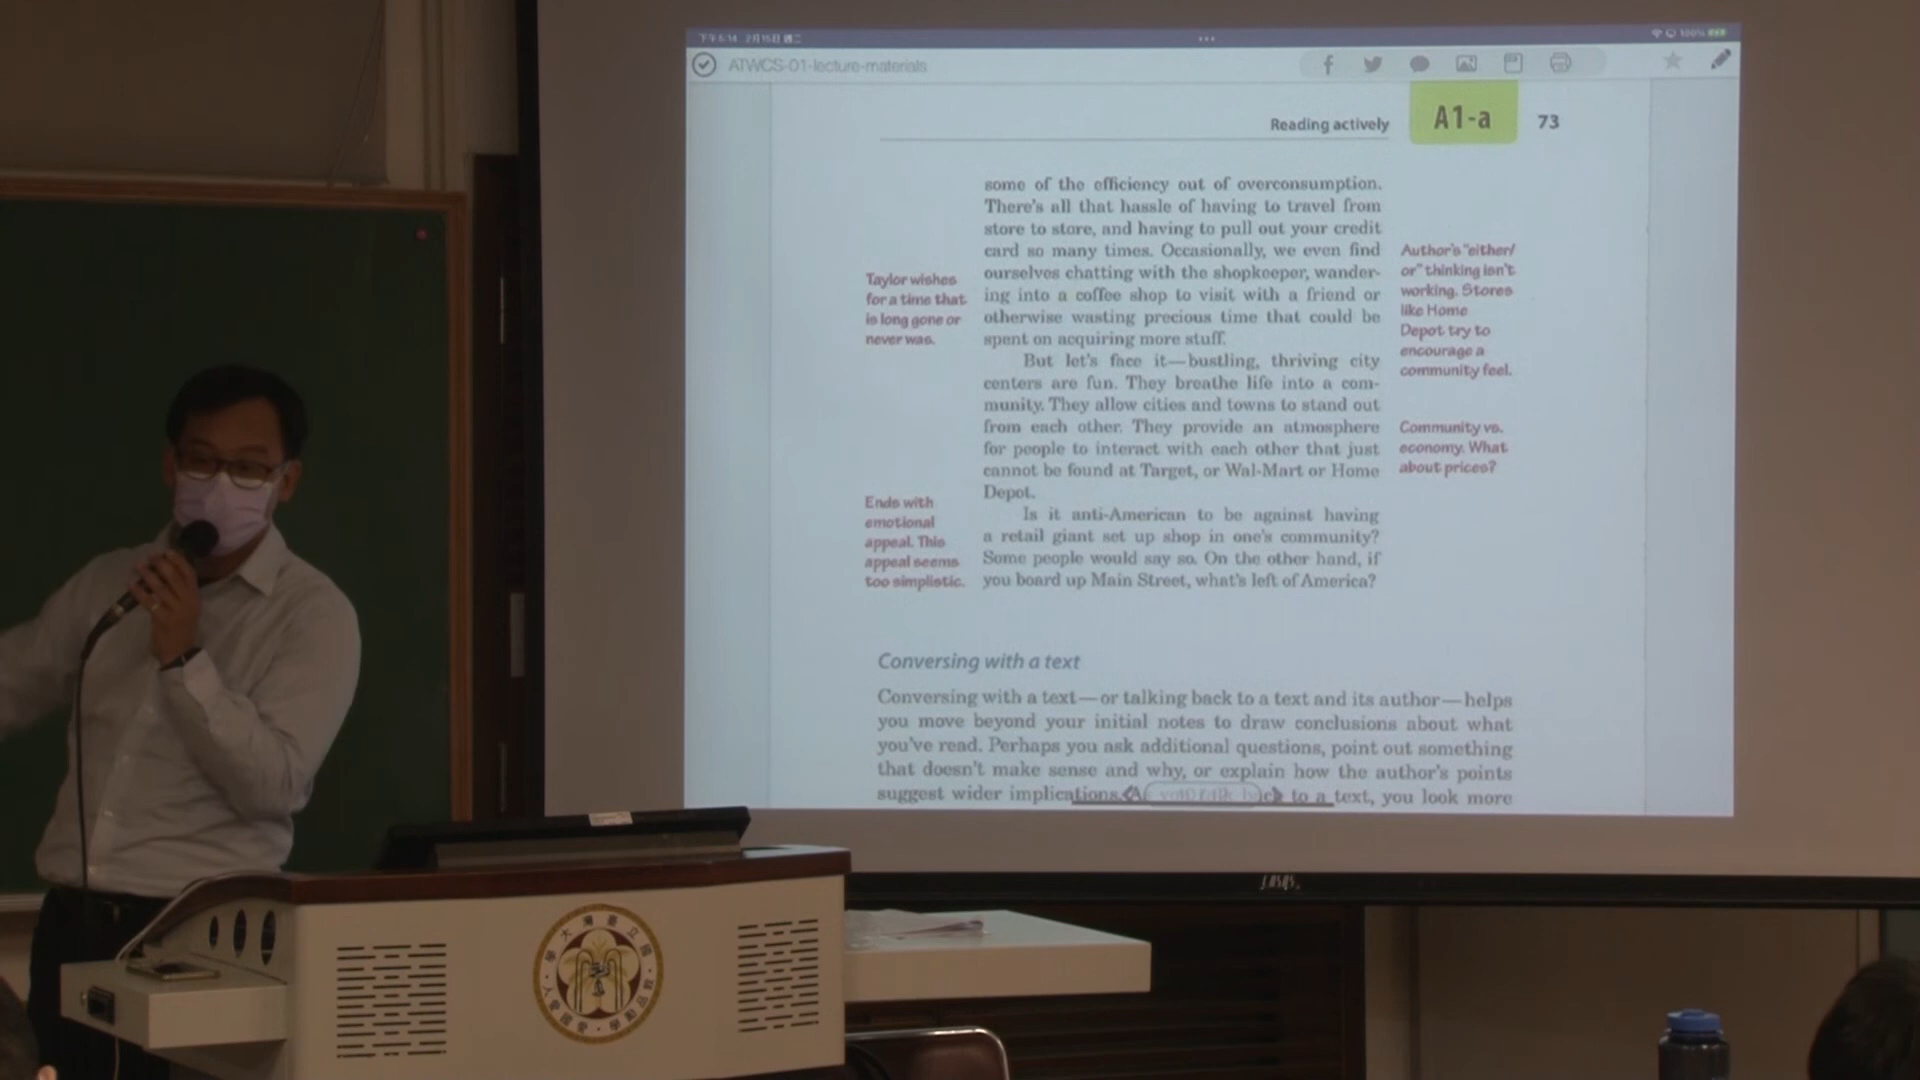 下午5:14 2月15日 週二
100%
ATWCS-01-lecture-materials
Reading actively
A1-a
73
some of the efficiency out of overconsumption.
There's all that hassle of having to travel from
store to store, and having to pull out your credit
card so many times. Occasionally, we even find
ourselves chatting with the shopkeeper, wander-
ing into a coffee shop to visit with a friend or
otherwise wasting precious time that could be
spent on acquiring more stuff.
But let's face it—bustling, thriving city
centers are fun. They breathe life into a com-
munity. They allow cities and towns to stand out
from each other. They provide an atmosphere
for people to interact with each other that just
cannot be found at Target, or Wal-Mart or Home
Depot.
Is it anti-American to be against having
a retail giant set up shop in one's community?
Some people would say so. On the other hand, if
you board up Main Street, what's left of America?
Taylor wishes
for a time that
is long gone or
never was.
Ends with
emotional
appeal. This
appeal seems
too simplistic.
Author's "either/
or" thinking isn't
working. Stores
like Home
Depot try to
encourage a
community feel.
Community vs.
economy. What
about prices?
Conversing with a text
Conversing with a text—or talking back to a text and its author—helps
you move beyond your initial notes to draw conclusions about what
you've read. Perhaps you ask additional questions, point out something
that doesn't make sense and why, or explain how the author's points
suggest wider implications. to a text, you look more